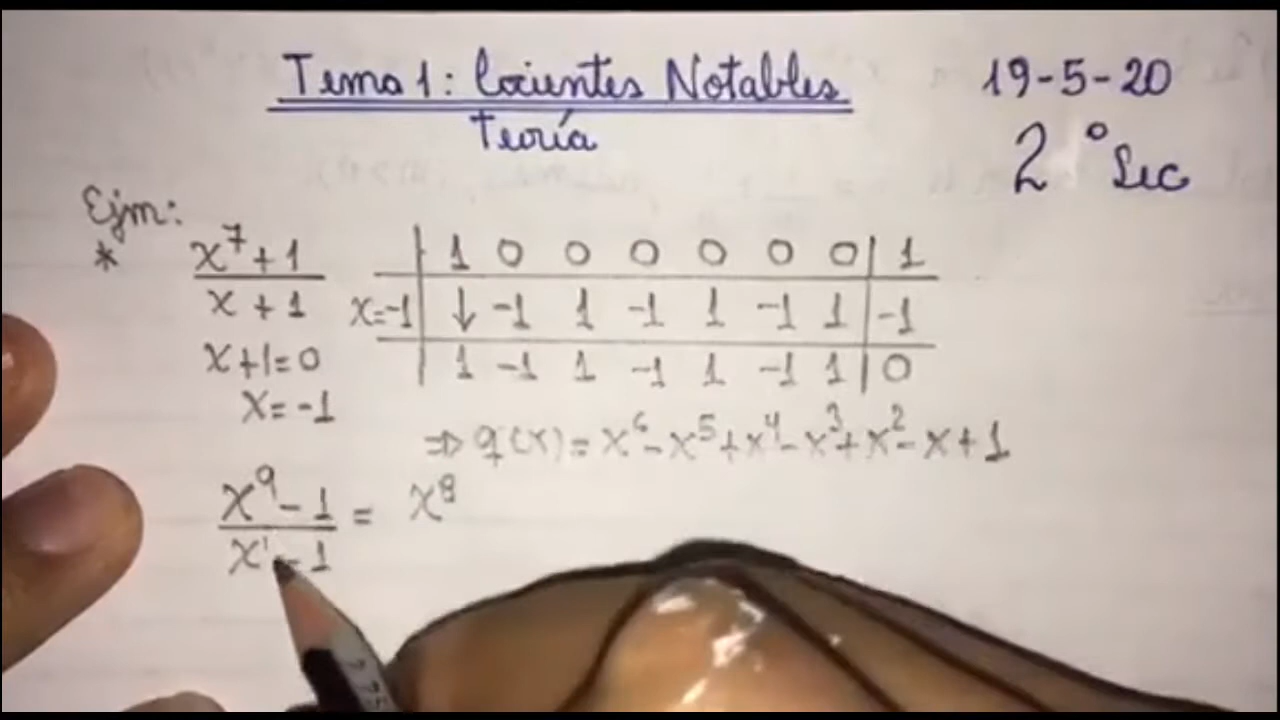 Tema 1: Cocientes Notables
Teoría
19-5-20
2° Sec
Ejm:
* x⁷+1 / x+1
x+1=0
x=-1
1 0 0 0 0 0 0 | 1
x=-1 ↓ -1 1 -1 1 -1 1 | -1
1 -1 1 -1 1 -1 1 | 0
⇒ q(x) = x⁶-x⁵+x⁴-x³+x²-x+1
x⁹-1 / x¹-1 = x⁸